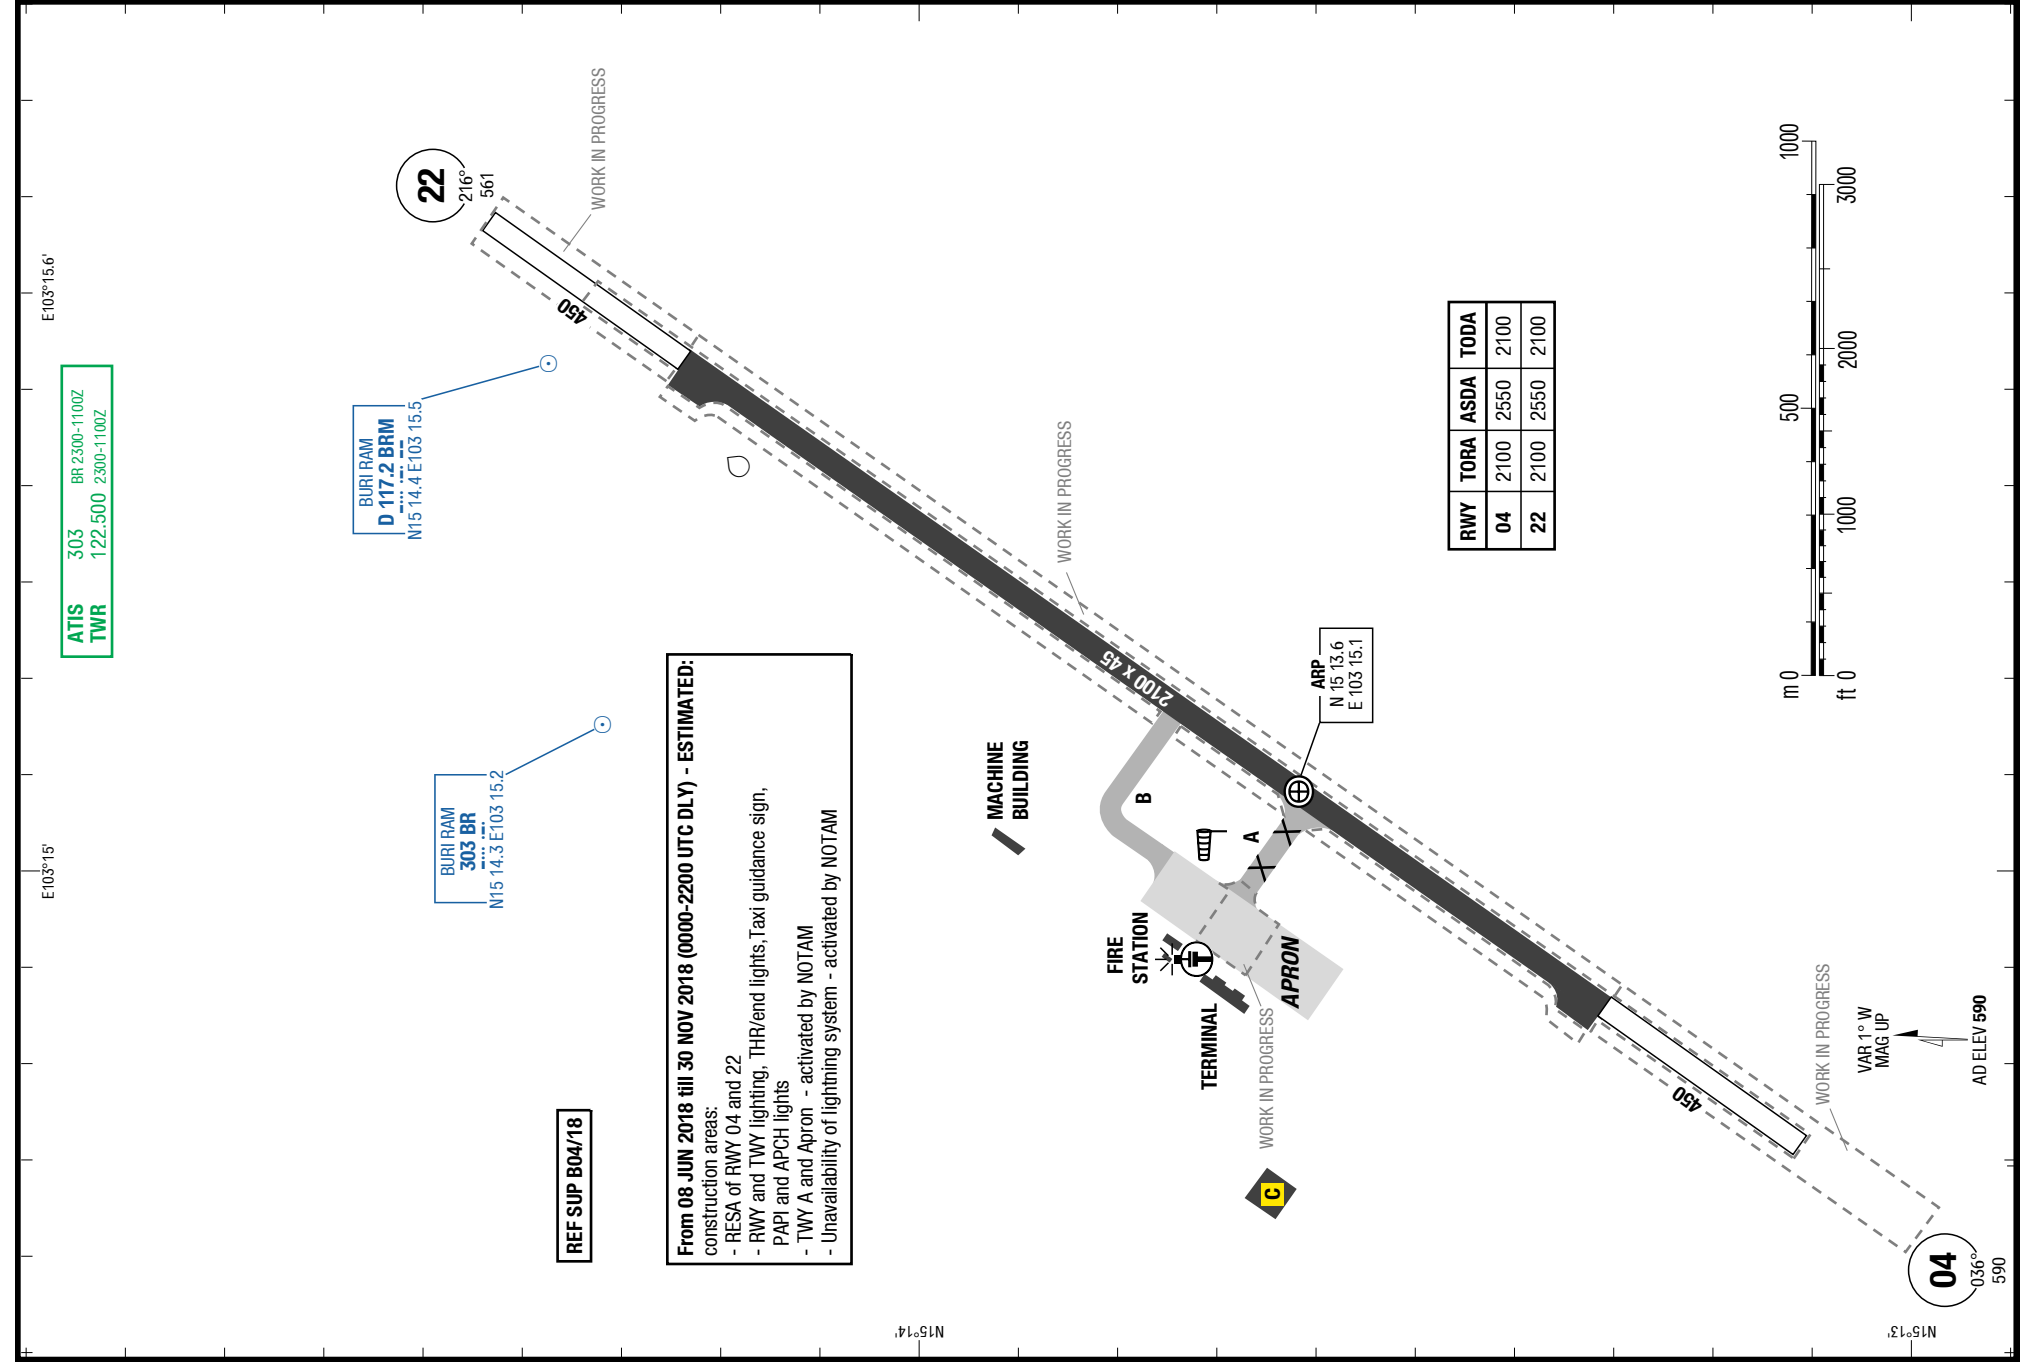 ATIS 303 BR 2300-1100Z
TWR 122.500 2300-1100Z
E103°15.6'
E103°15'
22
216°
561
WORK IN PROGRESS
450
BURI RAM
D 117.2 BRM
N15 14.4 E103 15.5
BURI RAM
303 BR
N15 14.3 E103 15.2
REF SUP B04/18
From 08 JUN 2018 till 30 NOV 2018 (0000-2200 UTC DLY) - ESTIMATED:
construction areas:
- RESA of RWY 04 and 22
- RWY and TWY lighting, THR/end lights,Taxi guidance sign,
PAPI and APCH lights
- TWY A and Apron - activated by NOTAM
- Unavailability of lightning system - activated by NOTAM
N15°14'
MACHINE
BUILDING
WORK IN PROGRESS
2100 x 45
B
A
FIRE
STATION
TERMINAL
APRON
WORK IN PROGRESS
C
ARP
N 15 13.6
E 103 15.1
RWY TORA ASDA TODA
04 2100 2550 2100
22 2100 2550 2100
450
WORK IN PROGRESS
m 0 500 1000
ft 0 1000 2000 3000
VAR 1° W
MAG UP
AD ELEV 590
04
036°
590
N15°13'